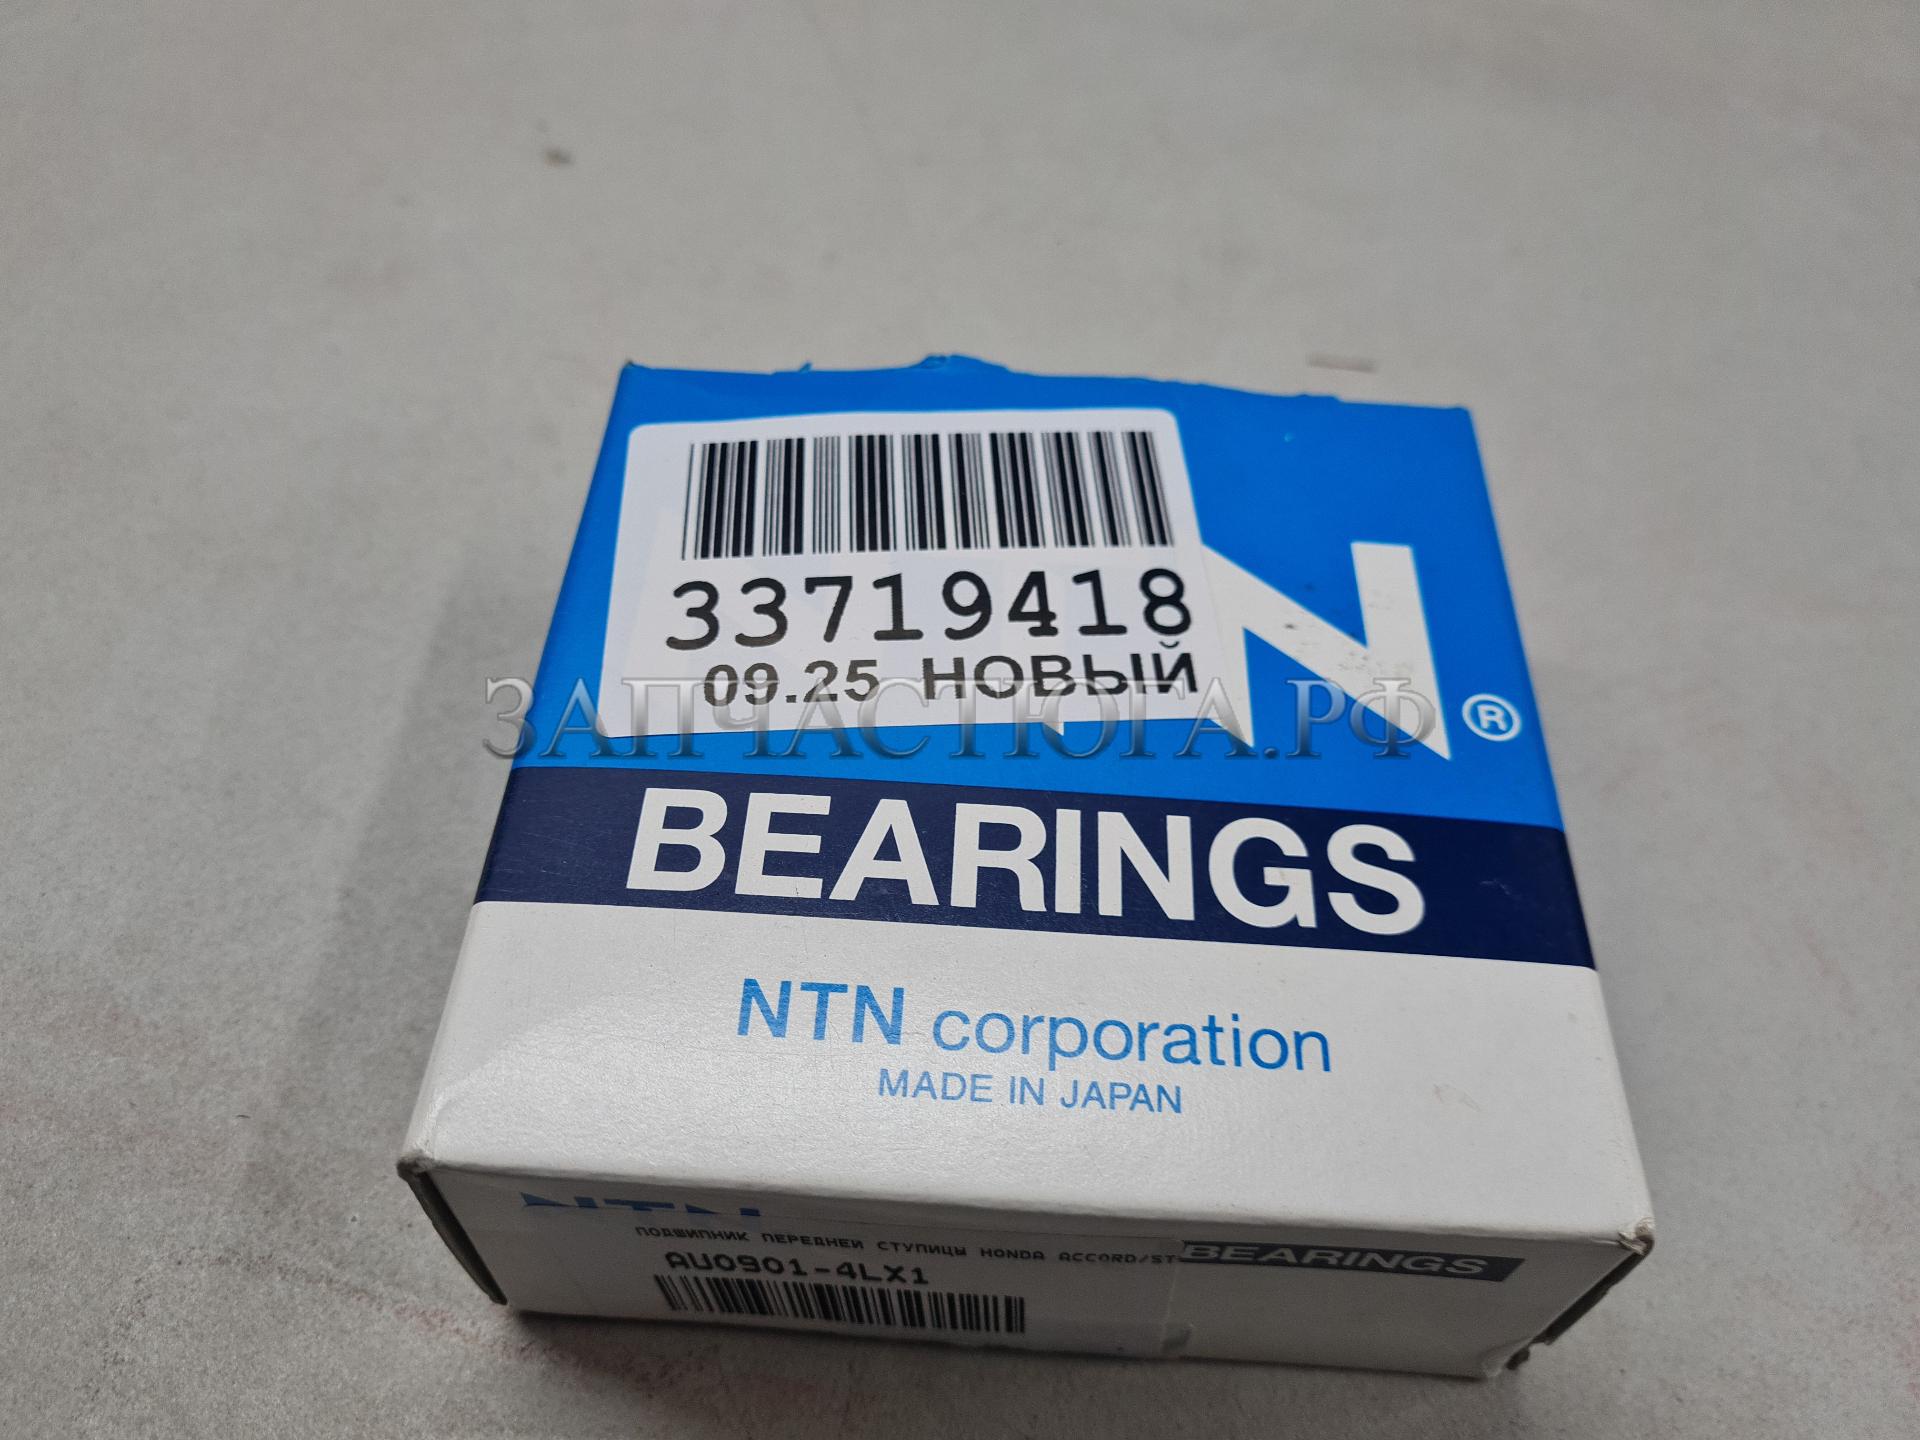 33719418
09.25 НОВЫЙ
ЗАПЧАСТЮГА.РФ
N®
BEARINGS
NTN corporation
MADE IN JAPAN
NTN
ПОДШИПНИК ПЕРЕДНЕЙ СТУПИЦЫ HONDA ACCORD/ST
BEARINGS
AU0901-4LX1